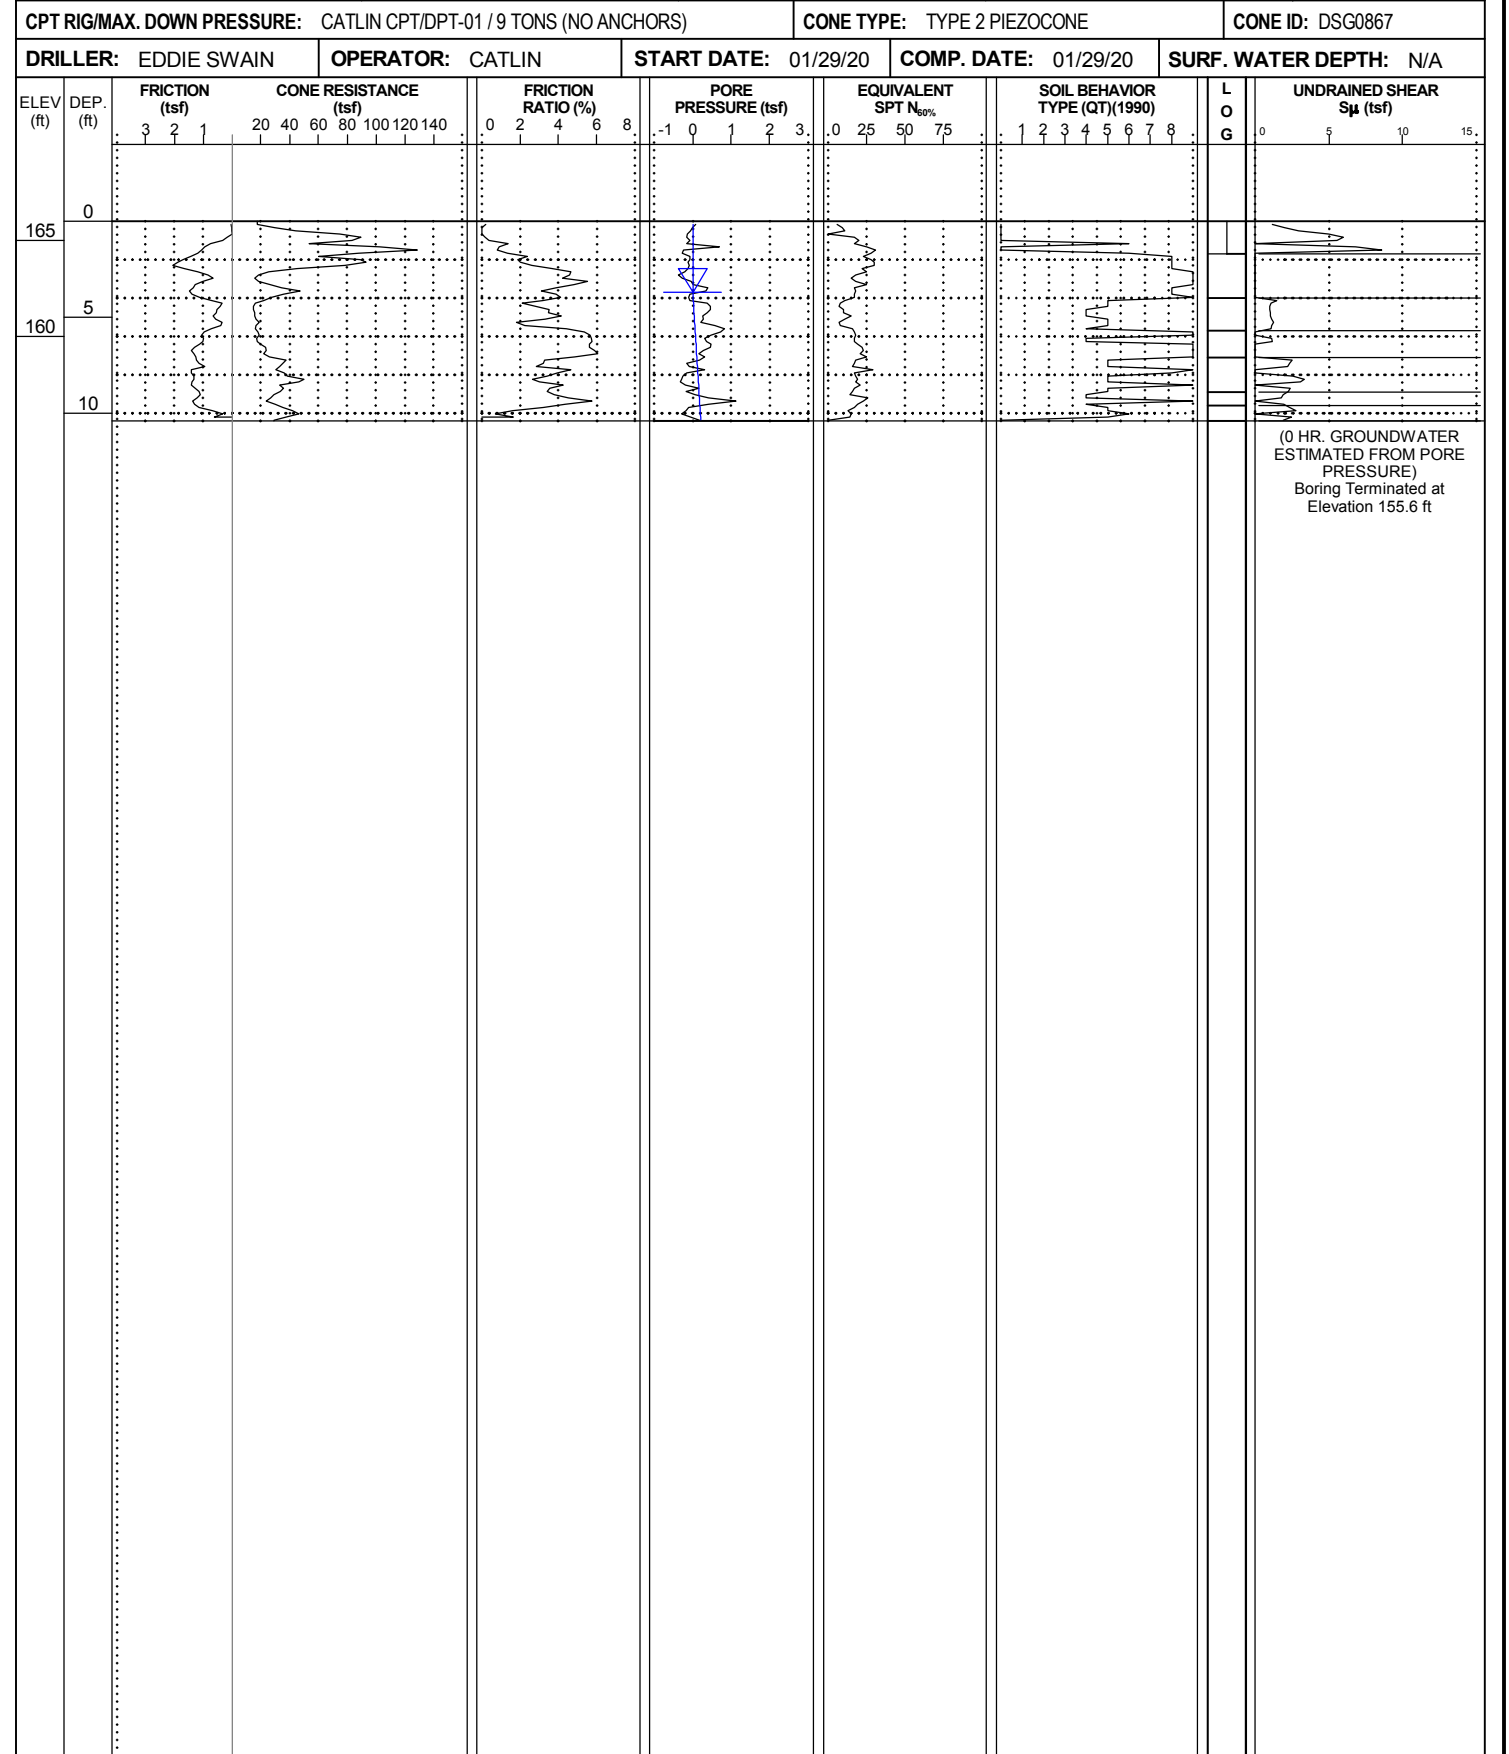 CPT RIG/MAX. DOWN PRESSURE: CATLIN CPT/DPT-01 / 9 TONS (NO ANCHORS) CONE TYPE: TYPE 2 PIEZOCONE CONE ID: DSG0867
DRILLER: EDDIE SWAIN OPERATOR: CATLIN START DATE: 01/29/20 COMP. DATE: 01/29/20 SURF. WATER DEPTH: N/A
ELEV (ft)
DEP. (ft)
FRICTION (tsf)
3 2 1
CONE RESISTANCE (tsf)
20 40 60 80 100 120 140
FRICTION RATIO (%)
0 2 4 6 8
PORE PRESSURE (tsf)
-1 0 1 2 3
EQUIVALENT SPT N60%
0 25 50 75
SOIL BEHAVIOR TYPE (QT)(1990)
1 2 3 4 5 6 7 8
L
O
G
UNDRAINED SHEAR Sμ (tsf)
0 5 10 15
0
165
5
160
10
(0 HR. GROUNDWATER
ESTIMATED FROM PORE
PRESSURE)
Boring Terminated at
Elevation 155.6 ft